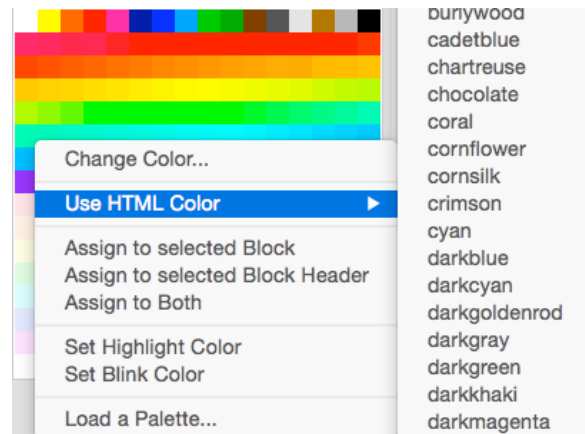 Change Color...
Use HTML Color
Assign to selected Block
Assign to selected Block Header
Assign to Both
Set Highlight Color
Set Blink Color
Load a Palette...
burlywood
cadetblue
chartreuse
chocolate
coral
cornflower
cornsilk
crimson
cyan
darkblue
darkcyan
darkgoldenrod
darkgray
darkgreen
darkkhaki
darkmagenta